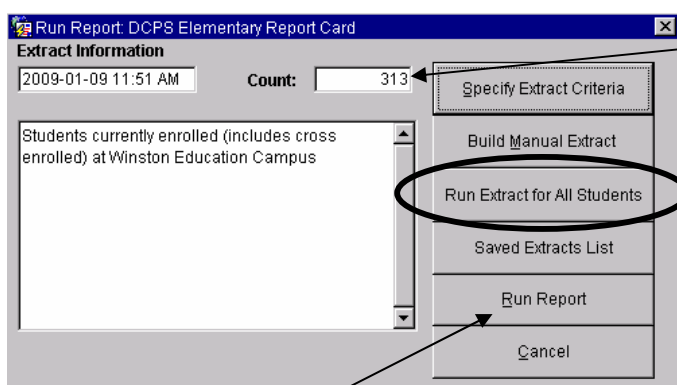 Run Report: DCPS Elementary Report Card
Extract Information
2009-01-09 11:51 AM Count: 313
Specify Extract Criteria
Students currently enrolled (includes cross
enrolled) at Winston Education Campus
Build Manual Extract
Run Extract for All Students
Saved Extracts List
Run Report
Cancel